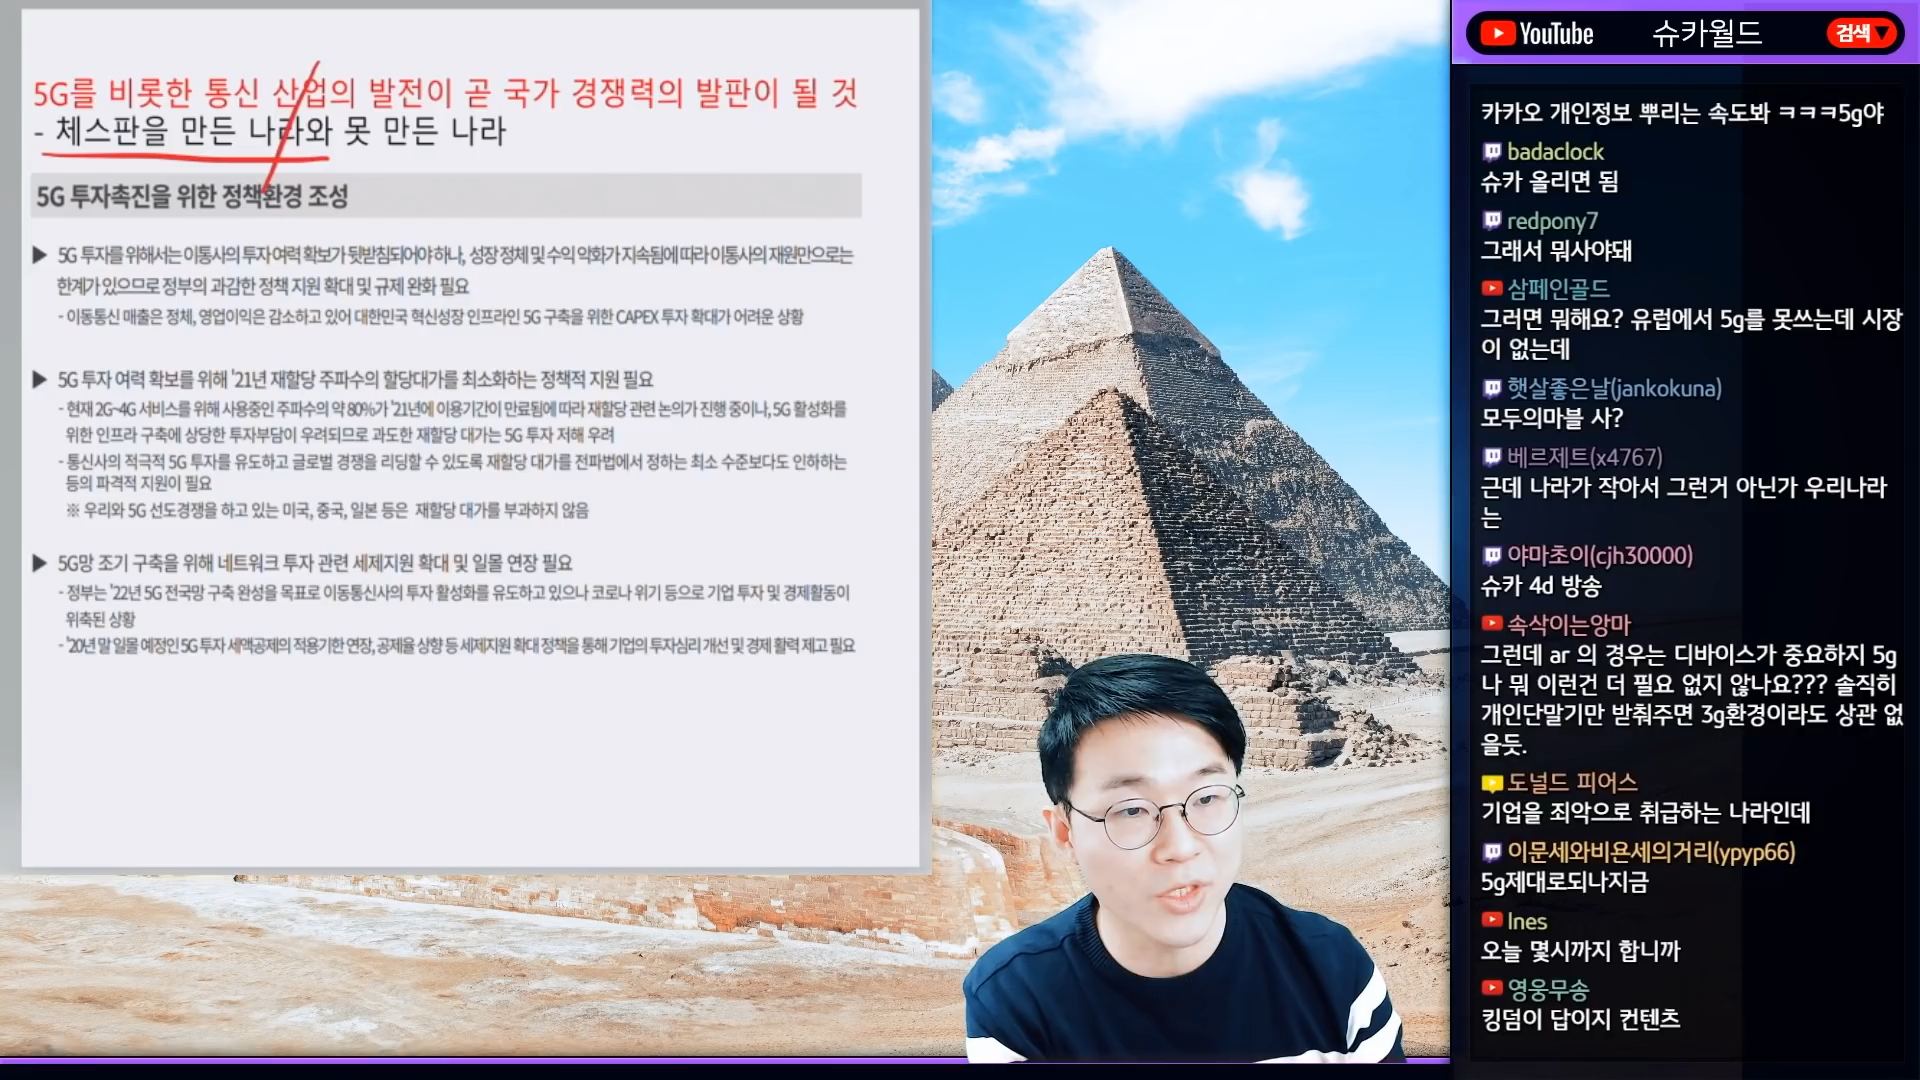 5G를 비롯한 통신 산업의 발전이 곧 국가 경쟁력의 발판이 될 것
- 체스판을 만든 나라와 못 만든 나라
5G 투자촉진을 위한 정책환경 조성
▶ 5G 투자를 위해서는 이통사의 투자 여력 확보가 뒷받침되어야 하나, 성장 정체 및 수익 악화가 지속됨에 따라 이통사의 재원만으로는
한계가 있으므로 정부의 과감한 정책 지원 확대 및 규제 완화 필요
- 이동통신 매출은 정체, 영업이익은 감소하고 있어 대한민국 혁신성장 인프라인 5G 구축을 위한 CAPEX 투자 확대가 어려운 상황
▶ 5G 투자 여력 확보를 위해 '21년 재할당 주파수의 할당대가를 최소화하는 정책적 지원 필요
- 현재 2G~4G 서비스를 위해 사용중인 주파수의 약 80%가 '21년에 이용기간이 만료됨에 따라 재할당 관련 논의가 진행 중이나, 5G 활성화를
위한 인프라 구축에 상당한 투자부담이 우려되므로 과도한 재할당 대가는 5G 투자 저해 우려
- 통신사의 적극적 5G 투자를 유도하고 글로벌 경쟁을 리딩할 수 있도록 재할당 대가를 전파법에서 정하는 최소 수준보다도 인하하는
등의 파격적 지원이 필요
※ 우리와 5G 선도경쟁을 하고 있는 미국, 중국, 일본 등은 재할당 대가를 부과하지 않음
▶ 5G망 조기 구축을 위해 네트워크 투자 관련 세제지원 확대 및 일몰 연장 필요
- 정부는 '22년 5G 전국망 구축 완성을 목표로 이동통신사의 투자 활성화를 유도하고 있으나 코로나 위기 등으로 기업 투자 및 경제활동이
위축된 상황
- '20년 말 일몰 예정인 5G 투자 세액공제의 적용기한 연장, 공제율 상향 등 세제지원 확대 정책을 통해 기업의 투자심리 개선 및 경제 활력 제고 필요
YouTube 슈카월드 검색▼
카카오 개인정보 뿌리는 속도봐 ㅋㅋㅋ5g야
badaclock
슈카 올리면 됨
redpony7
그래서 뭐사야돼
삼페인골드
그러면 뭐해요? 유럽에서 5g를 못쓰는데 시장
이 없는데
햇살좋은날(jankokuna)
모두의마블 사?
베르제트(x4767)
근데 나라가 작아서 그런거 아닌가 우리나라
는
야마초이(cjh30000)
슈카 4d 방송
속삭이는앙마
그런데 ar 의 경우는 디바이스가 중요하지 5g
나 뭐 이런건 더 필요 없지 않나요??? 솔직히
개인단말기만 받춰주면 3g환경이라도 상관 없
을듯.
도널드 피어스
기업을 죄악으로 취급하는 나라인데
이문세와비욘세의거리(ypyp66)
5g제대로되나지금
lnes
오늘 몇시까지 합니까
영웅무송
킹덤이 답이지 컨텐츠